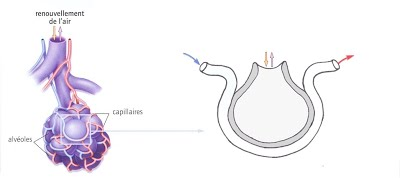 renouvellement
de l'air
capillaires
alvéoles